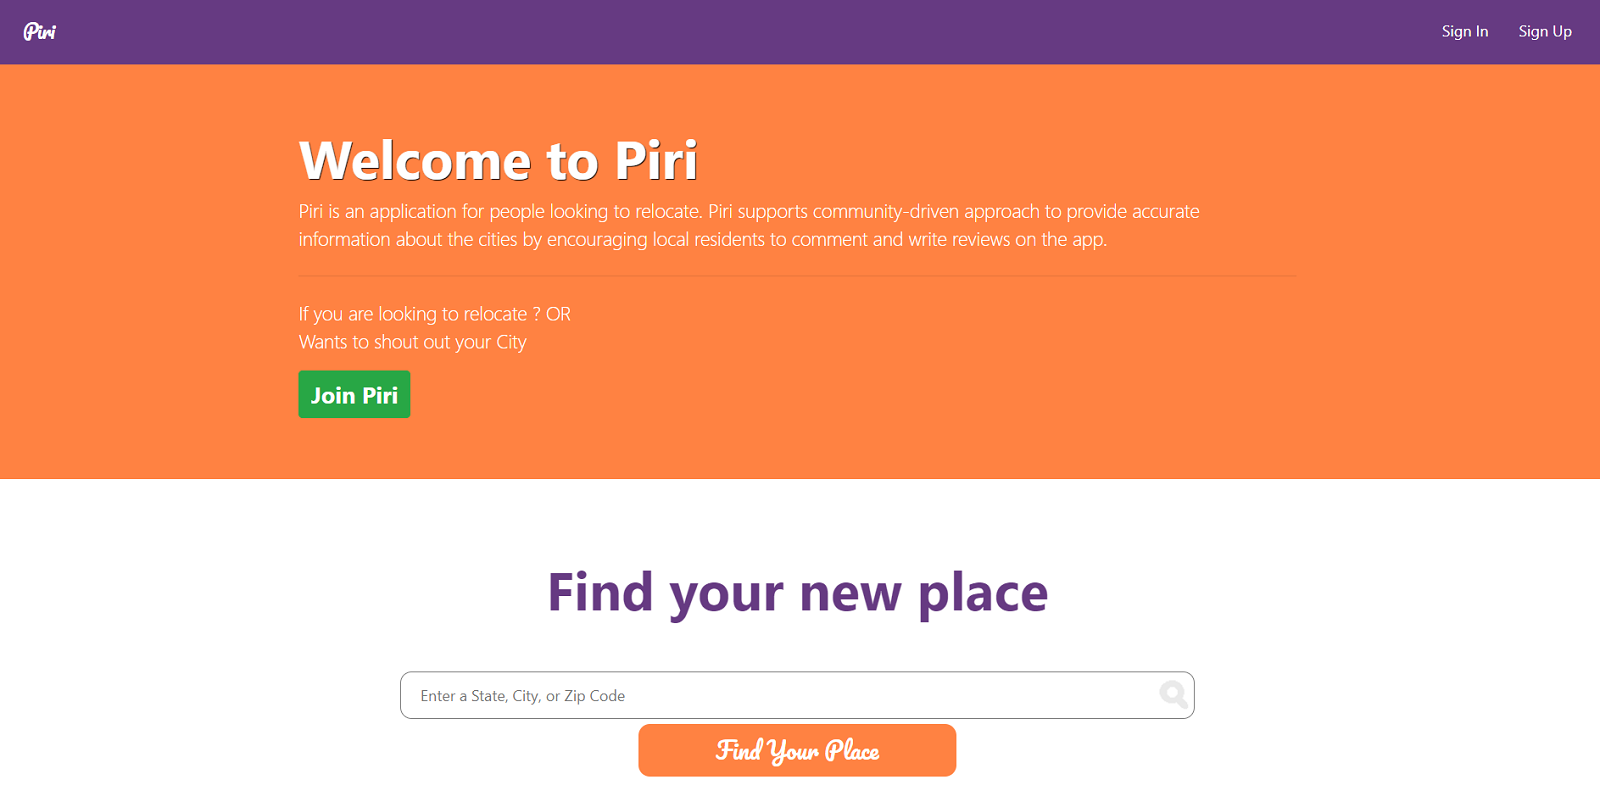 Piri
Sign In
Sign Up
Welcome to Piri
Piri is an application for people looking to relocate. Piri supports community-driven approach to provide accurate
information about the cities by encouraging local residents to comment and write reviews on the app.
If you are looking to relocate ? OR
Wants to shout out your City
Join Piri
Find your new place
Enter a State, City, or Zip Code
Find Your Place